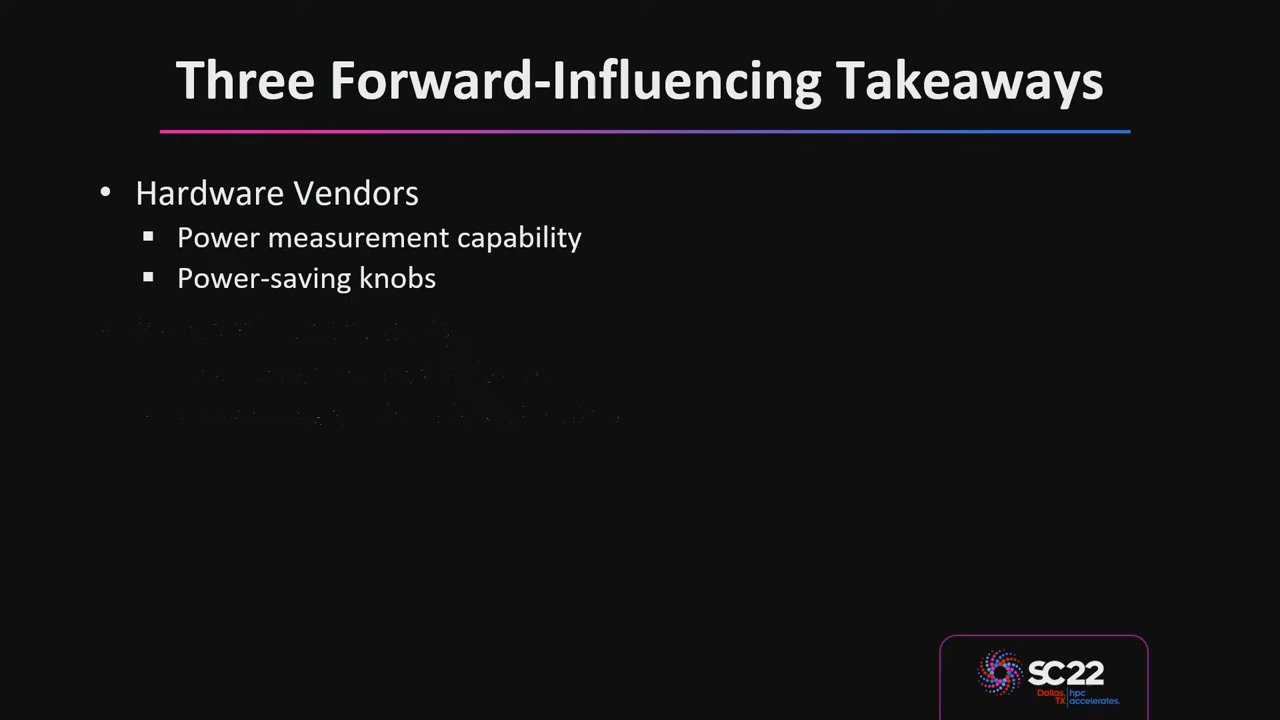 Three Forward-Influencing Takeaways
• Hardware Vendors
▪ Power measurement capability
▪ Power-saving knobs
SC22
Dallas, TX | hpc accelerates.